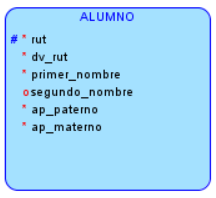 ALUMNO
# * rut
* dv_rut
* primer_nombre
o segundo_nombre
* ap_paterno
* ap_materno